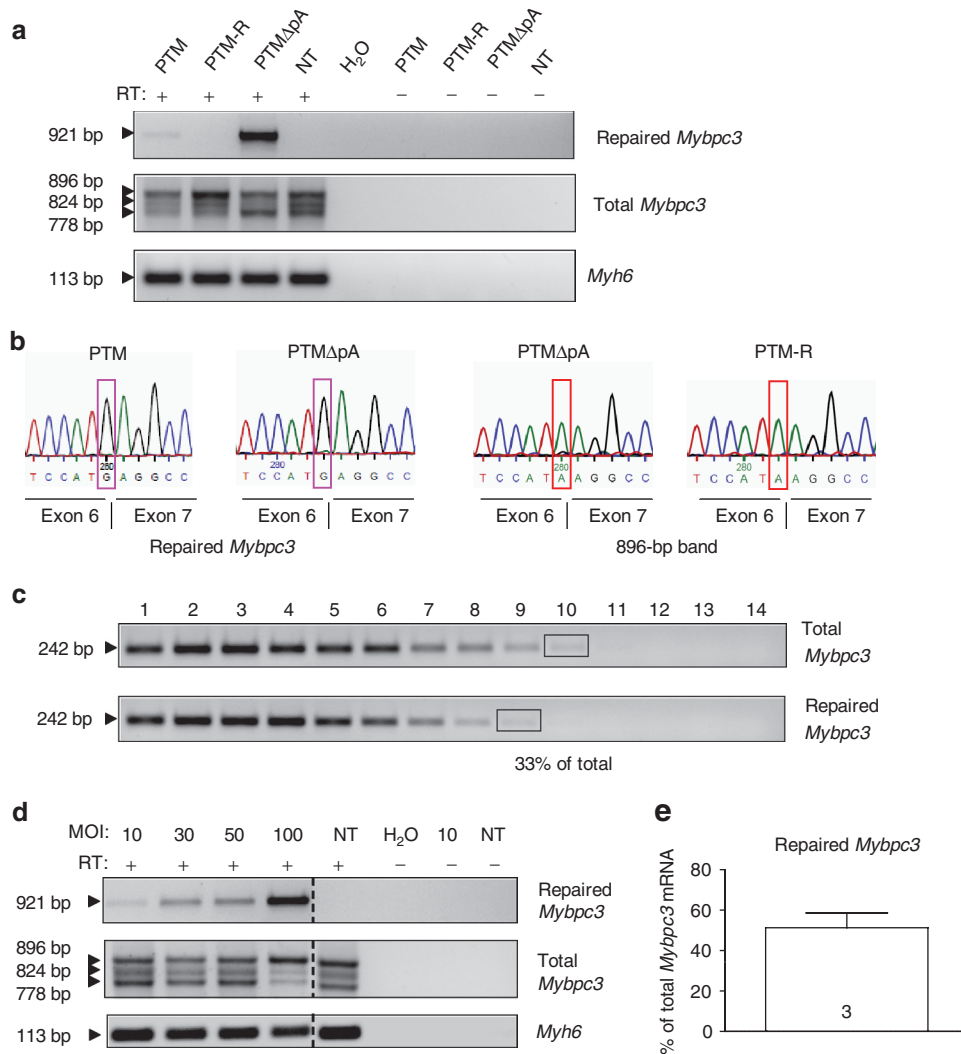 a
PTM PTM-R PTMΔpA NT H₂O PTM PTM-R PTMΔpA NT
RT: + + + + − − − −
921 bp Repaired Mybpc3
896 bp
824 bp Total Mybpc3
778 bp
113 bp Myh6
b
PTM PTMΔpA PTMΔpA PTM-R
280 280 280 280
T C C A T G A G G C C T C C A T G A G G C C T C C A T A A G G C C T C C A T A A G G C C
Exon 6 Exon 7 Exon 6 Exon 7 Exon 6 Exon 7 Exon 6 Exon 7
Repaired Mybpc3 896-bp band
c
1 2 3 4 5 6 7 8 9 10 11 12 13 14
242 bp Total
Mybpc3
242 bp Repaired
Mybpc3
33% of total
d
MOI: 10 30 50 100 NT H₂O 10 NT
RT: + + + + + − − −
921 bp Repaired
Mybpc3
896 bp
824 bp Total
778 bp Mybpc3
113 bp Myh6
e
Repaired Mybpc3
% of total Mybpc3 mRNA
80
60
40
20
0
3